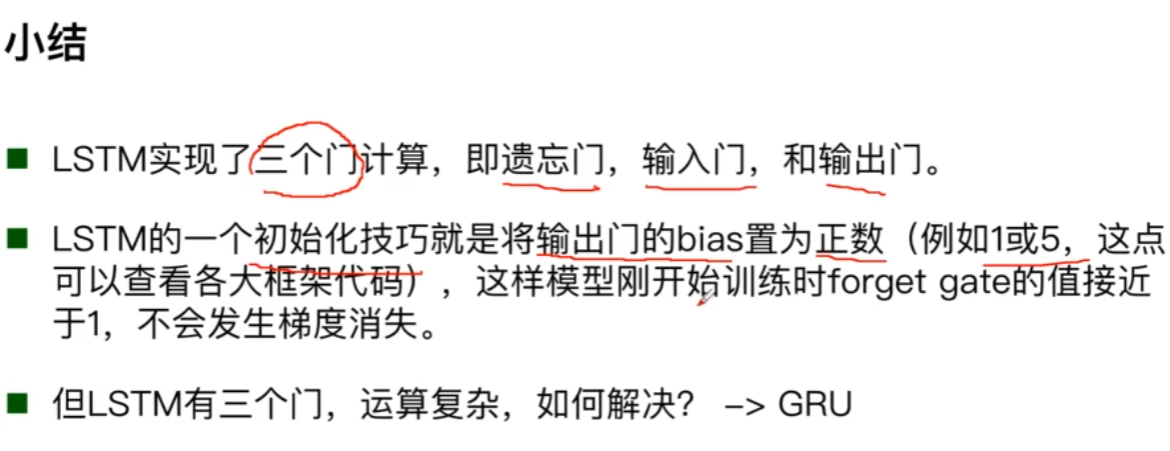 小结
LSTM实现了三个门计算，即遗忘门，输入门，和输出门。
LSTM的一个初始化技巧就是将输出门的bias置为正数（例如1或5，这点
可以查看各大框架代码），这样模型刚开始训练时forget gate的值接近
于1，不会发生梯度消失。
但LSTM有三个门，运算复杂，如何解决？ –> GRU